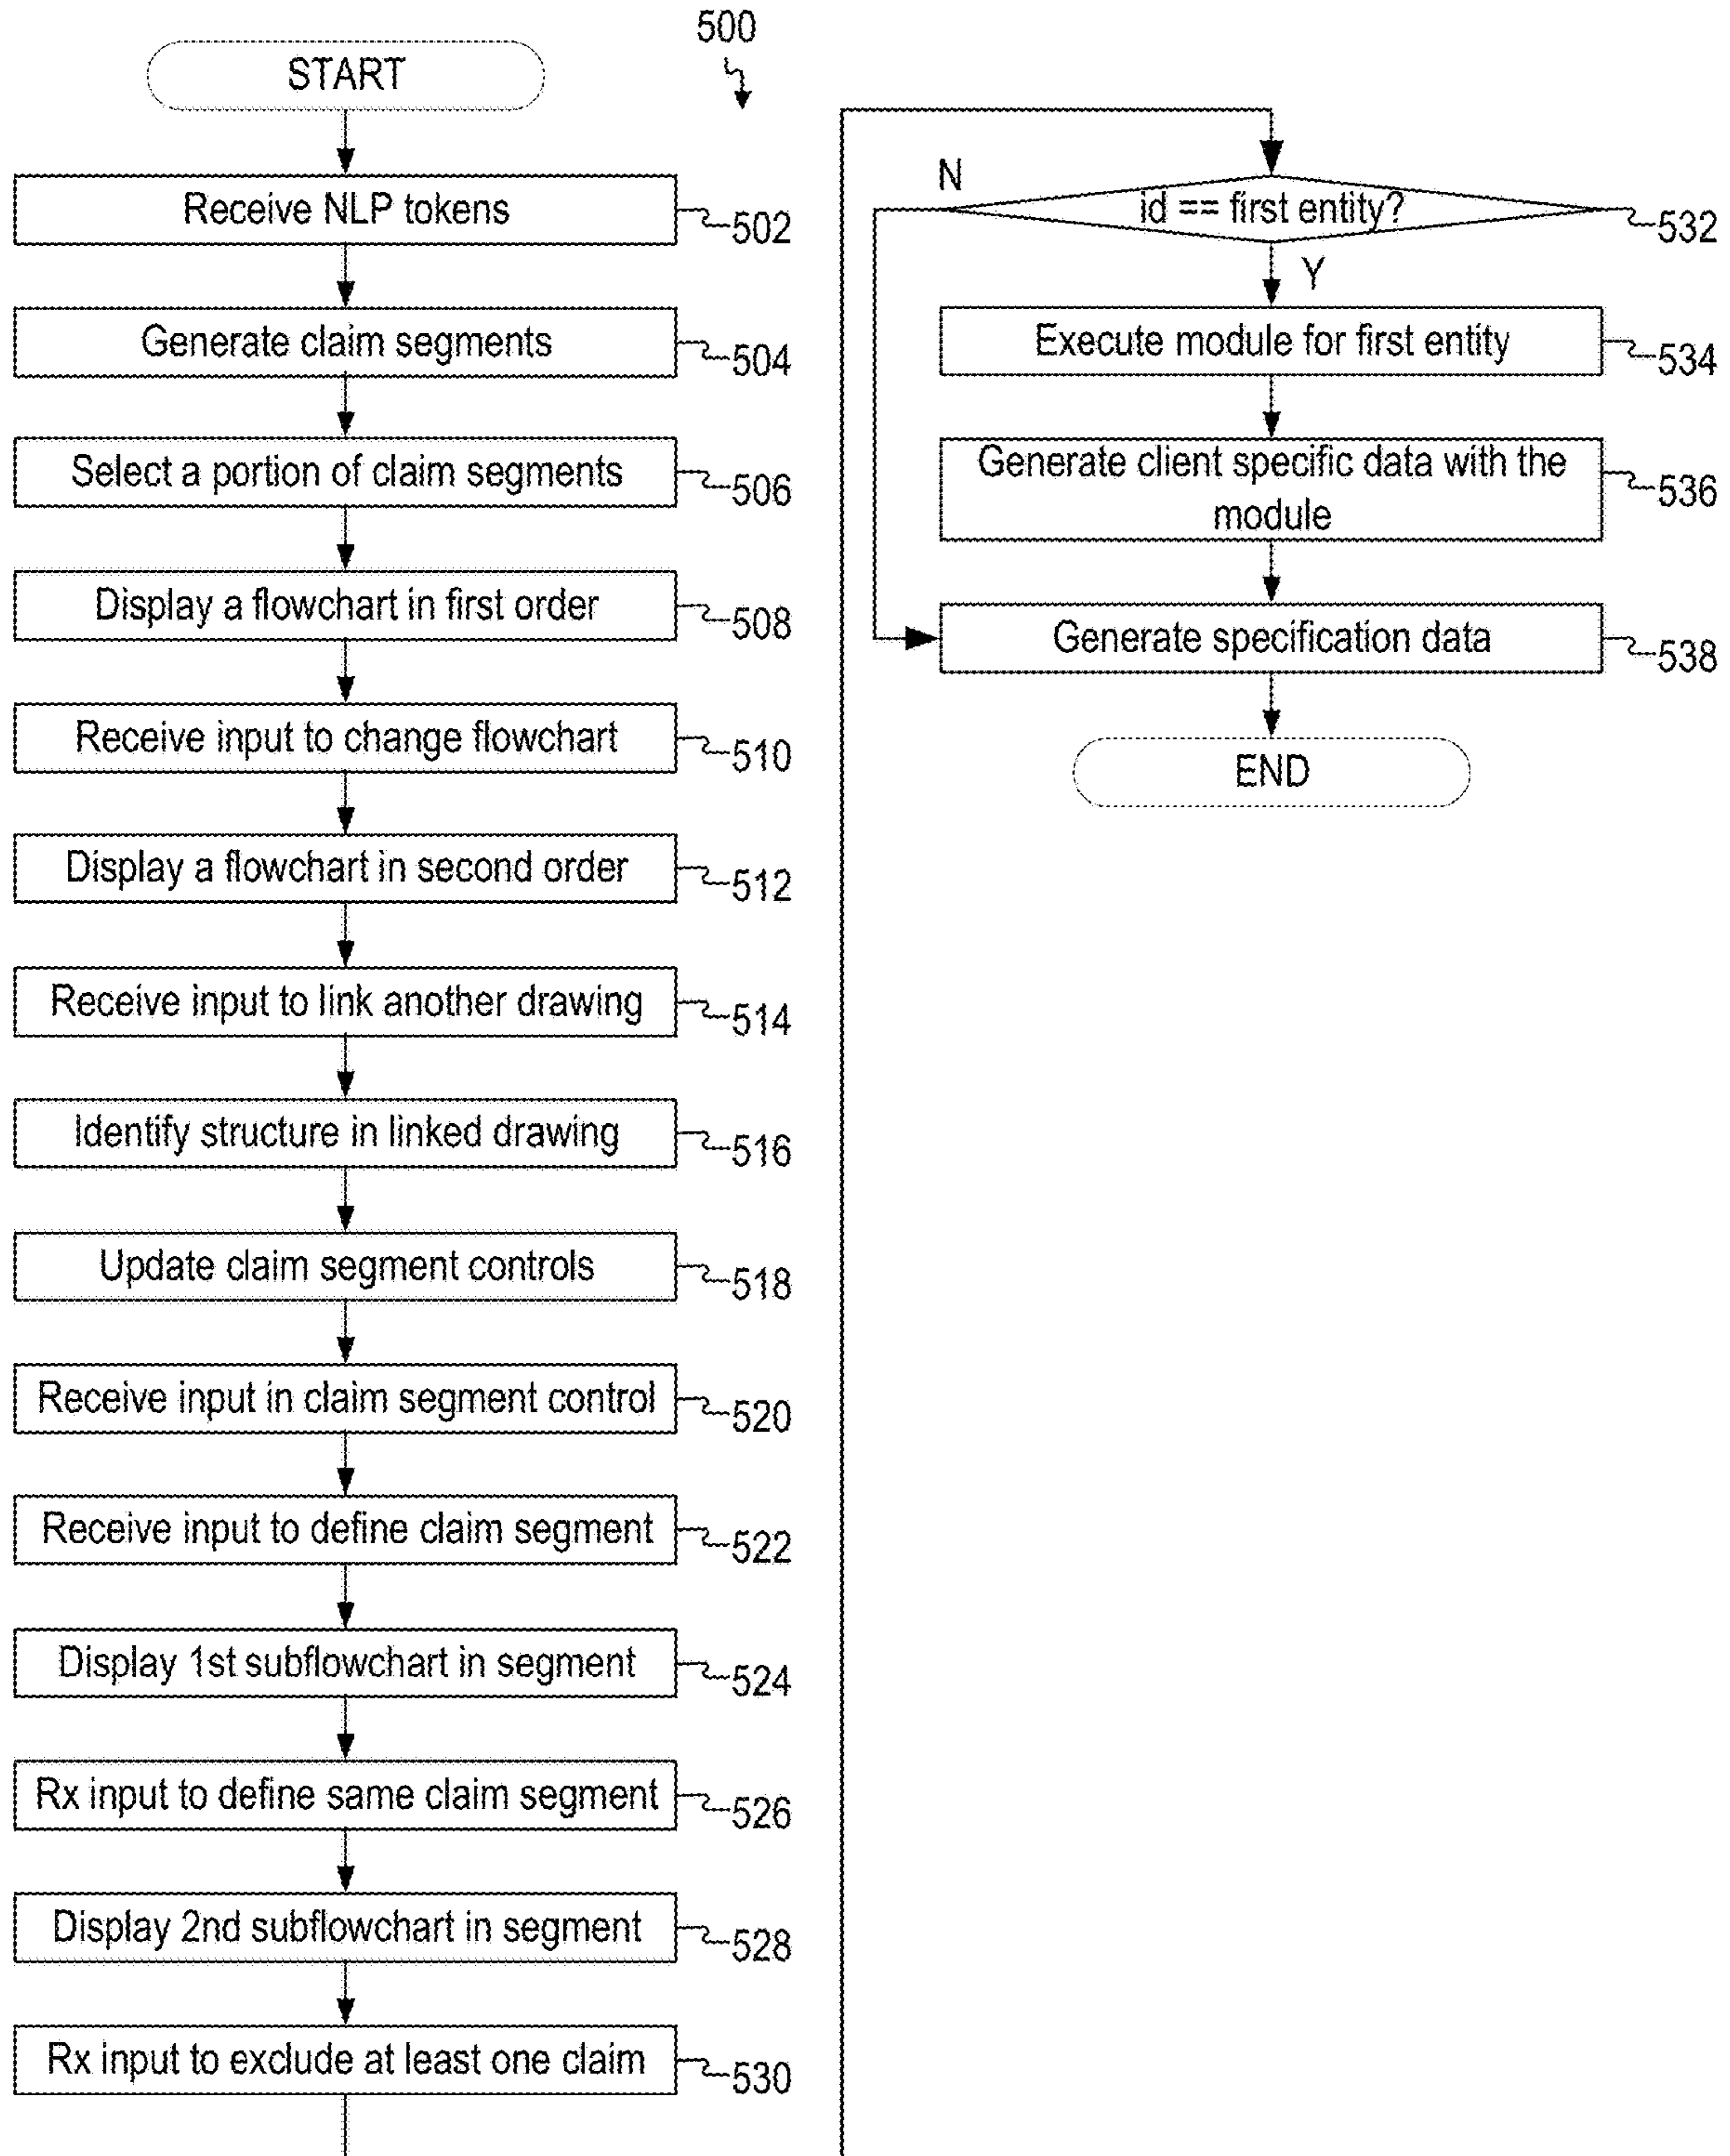 500
START
Receive NLP tokens
502
Generate claim segments
504
Select a portion of claim segments
506
Display a flowchart in first order
508
Receive input to change flowchart
510
Display a flowchart in second order
512
Receive input to link another drawing
514
Identify structure in linked drawing
516
Update claim segment controls
518
Receive input in claim segment control
520
Receive input to define claim segment
522
Display 1st subflowchart in segment
524
Rx input to define same claim segment
526
Display 2nd subflowchart in segment
528
Rx input to exclude at least one claim
530
N
id == first entity?
532
Y
Execute module for first entity
534
Generate client specific data with the
module
536
Generate specification data
538
END